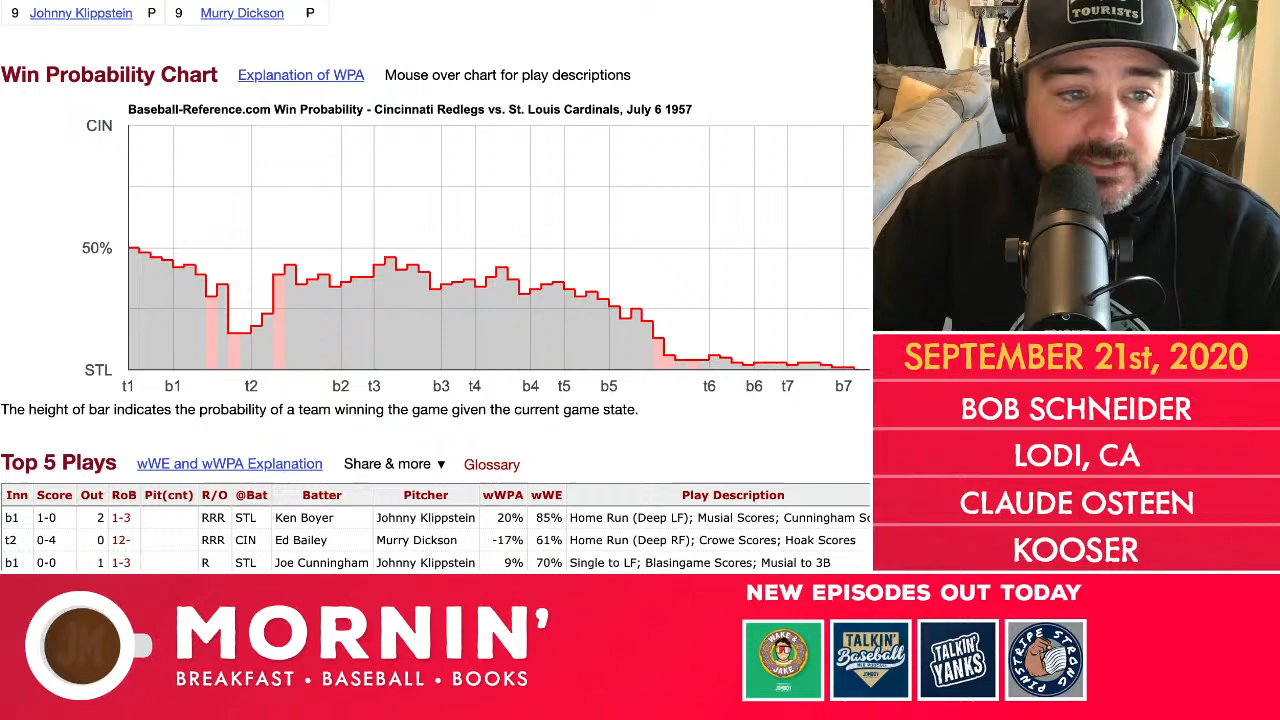 9 Johnny Klippstein P 9 Murry Dickson P
Win Probability Chart Explanation of WPA Mouse over chart for play descriptions
Baseball-Reference.com Win Probability - Cincinnati Redlegs vs. St. Louis Cardinals, July 6 1957
CIN
50%
STL
t1 b1 t2 b2 t3 b3 t4 b4 t5 b5 t6 b6 t7 b7
The height of bar indicates the probability of a team winning the game given the current game state.
Top 5 Plays wWE and wWPA Explanation Share & more ▼ Glossary
Inn Score Out RoB Pit(cnt) R/O @Bat Batter Pitcher wWPA wWE Play Description
b1 1-0 2 1-3 RRR STL Ken Boyer Johnny Klippstein 20% 85% Home Run (Deep LF); Musial Scores; Cunningham Sc
t2 0-4 0 12- RRR CIN Ed Bailey Murry Dickson -17% 61% Home Run (Deep RF); Crowe Scores; Hoak Scores
b1 0-0 1 1-3 R STL Joe Cunningham Johnny Klippstein 9% 70% Single to LF; Blasingame Scores; Musial to 3B
TOURISTS
SEPTEMBER 21st, 2020
BOB SCHNEIDER
LODI, CA
CLAUDE OSTEEN
KOOSER
JM
MORNIN'
BREAKFAST • BASEBALL • BOOKS
NEW EPISODES OUT TODAY
WAKE &
JAKE
JOMBOY
TALKIN'
Baseball
JOMBOY
TALKIN'
YANKS
PINSTRIPE STRONG